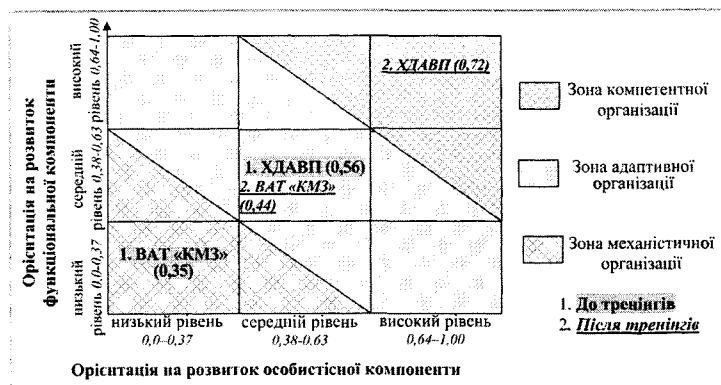 Орієнтація на розвиток
функціональної компоненти
високий
рівень 0,64-1,00
середній
рівень 0,38-0,63
низький
рівень 0,0-0,37
2. ХДАВП (0,72)
1. ХДАВП (0,56)
2. ВАТ «КМЗ»
(0,44)
1. ВАТ «КМЗ»
(0,35)
низький рівень
0,0–0,37
середній рівень
0,38-0.63
високий рівень
0,64–1,00
Орієнтація на розвиток особистісної компоненти
Зона компетентної
організації
Зона адаптивної
організації
Зона механістичної
організації
1. До тренінгів
2. Після тренінгів